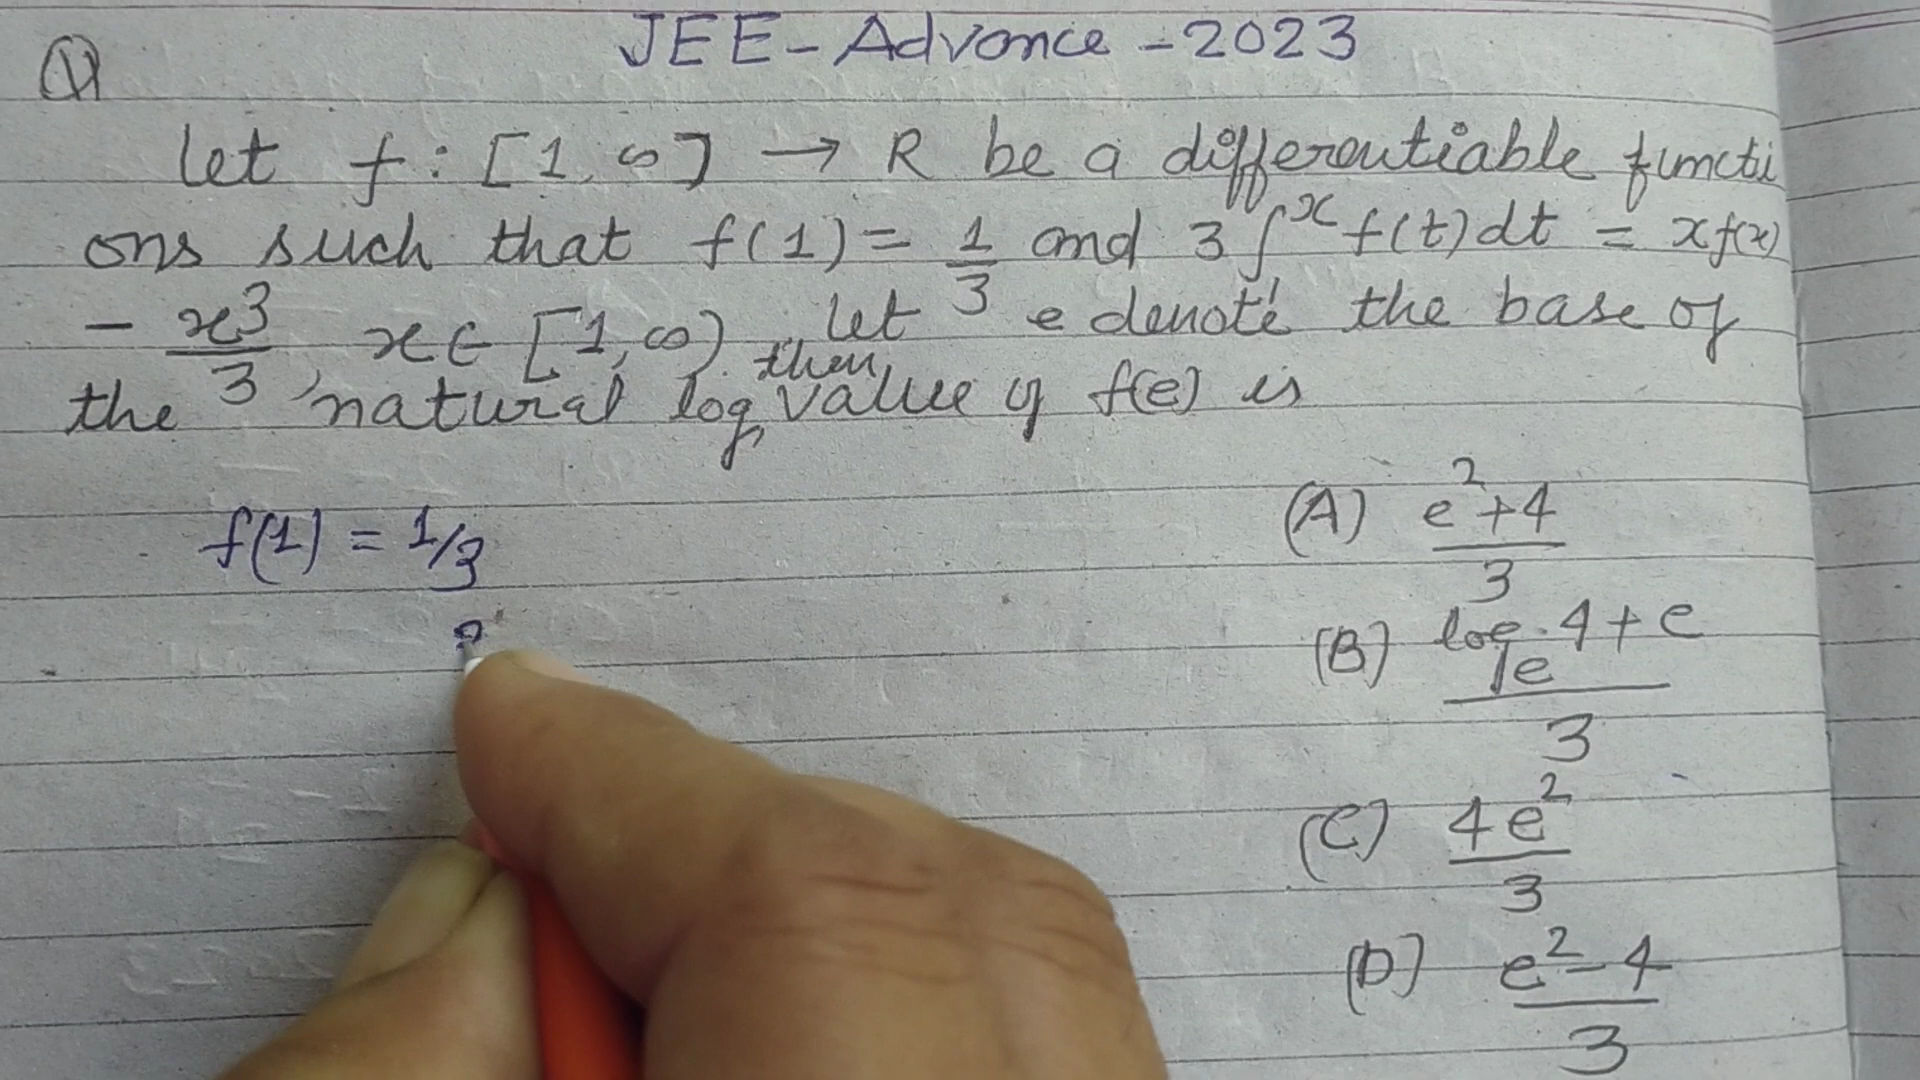 JEE-Advance-2023
Q1
let f:[1,∞] → R be a differentiable functi
ons such that f(1) = 1/3 and 3∫₁ˣ f(t)dt = xf(x)
- x³/3, x∈[1,∞). let e denote the base of
the natural log, then value of f(e) is
f(1) = 1/3
(A) e²+4/3
(B) logₑ4+e/3
(C) 4e²/3
(D) e²-4/3